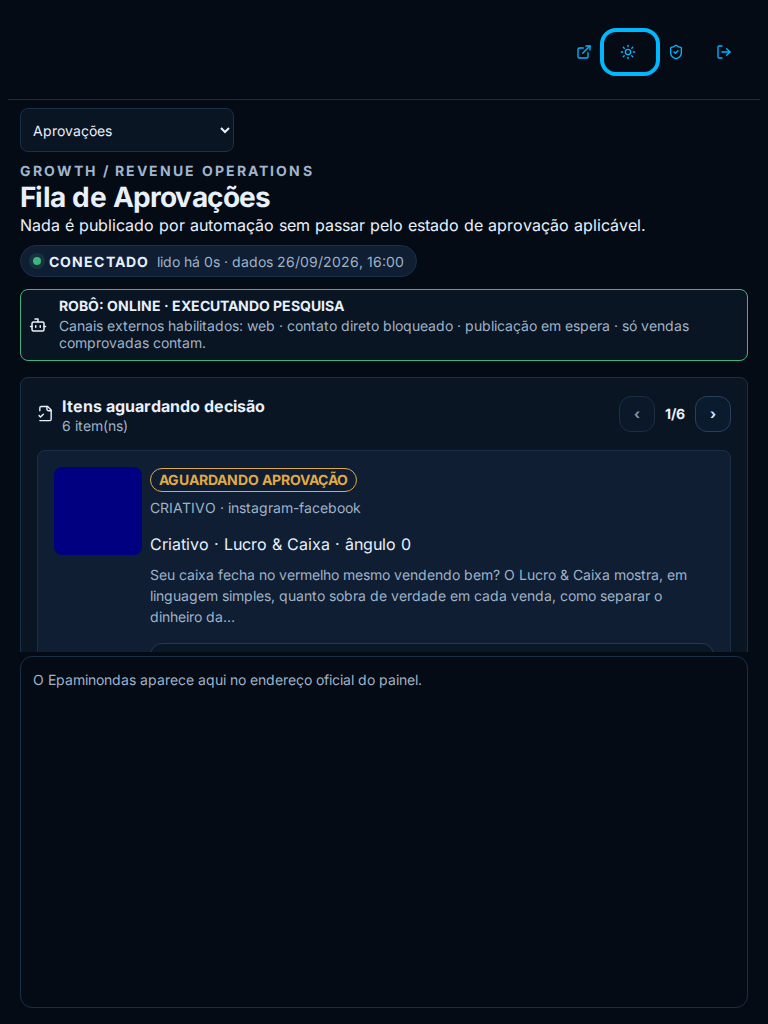 Aprovações
GROWTH / REVENUE OPERATIONS
Fila de Aprovações
Nada é publicado por automação sem passar pelo estado de aprovação aplicável.
CONECTADO lido há 0s · dados 26/09/2026, 16:00
ROBÔ: ONLINE · EXECUTANDO PESQUISA
Canais externos habilitados: web · contato direto bloqueado · publicação em espera · só vendas
comprovadas contam.
Itens aguardando decisão
6 item(ns)
‹ 1/6 ›
AGUARDANDO APROVAÇÃO
CRIATIVO · instagram-facebook
Criativo · Lucro & Caixa · ângulo 0
Seu caixa fecha no vermelho mesmo vendendo bem? O Lucro & Caixa mostra, em
linguagem simples, quanto sobra de verdade em cada venda, como separar o
dinheiro da...
O Epaminondas aparece aqui no endereço oficial do painel.